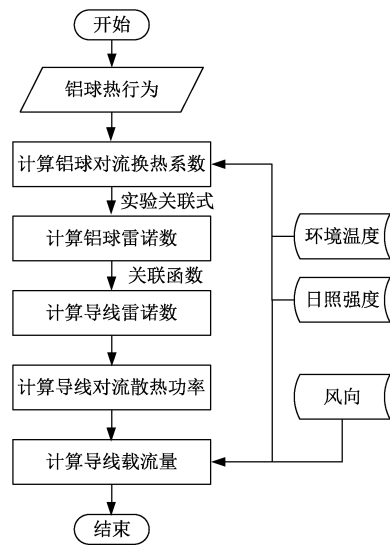 开始
铝球热行为
计算铝球对流换热系数
实验关联式
计算铝球雷诺数
关联函数
计算导线雷诺数
计算导线对流散热功率
计算导线载流量
结束
环境温度
日照强度
风向